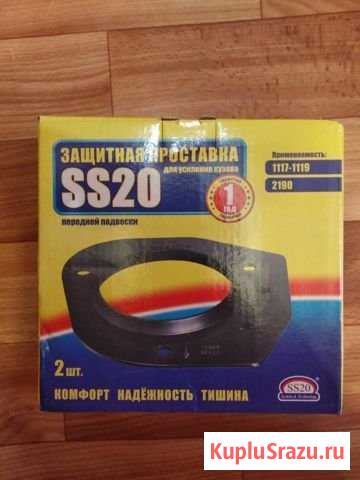 ЗАЩИТНАЯ ПРОСТАВКА
для усиления кузова
SS20
передней подвески
Применяемость:
1117-1119
2190
1
ГОД
2 шт.
КОМФОРТ НАДЁЖНОСТЬ ТИШИНА
SS20
KupluSrazu.ru